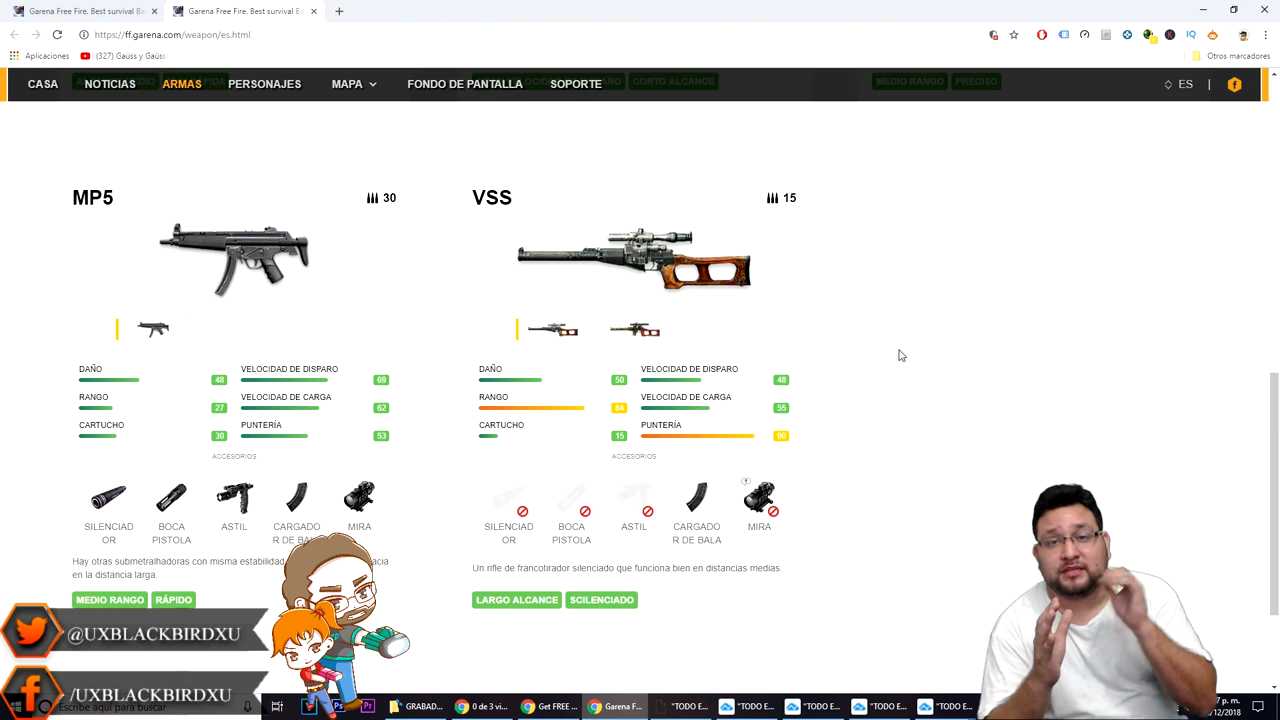 Garena Free Fire. Best survival Ba
Garena Free Fire. Best survival Ba
https://ff.garena.com/weapon/es.html
Aplicaciones
(327) Gaüss y Gaüss
Otros marcadores
CORTO ALCANCE
MEDIO RANGO
PRECISO
CASA
NOTICIAS
ARMAS
PERSONAJES
MAPA
FONDO DE PANTALLA
SOPORTE
ES
MP5
30
VSS
15
DAÑO
48
VELOCIDAD DE DISPARO
69
RANGO
27
VELOCIDAD DE CARGA
62
CARTUCHO
30
PUNTERÍA
53
ACCESORIOS
DAÑO
50
VELOCIDAD DE DISPARO
48
RANGO
84
VELOCIDAD DE CARGA
55
CARTUCHO
15
PUNTERÍA
90
ACCESORIOS
SILENCIAD
OR
BOCA
PISTOLA
ASTIL
CARGADO
R DE BALA
MIRA
SILENCIAD
OR
BOCA
PISTOLA
ASTIL
CARGADO
R DE BALA
MIRA
Hay otras submetralhadoras con misma estabilidad
en la distancia larga.
Un rifle de francotirador silenciado que funciona bien en distancias medias.
MEDIO RANGO
RÁPIDO
LARGO ALCANCE
SCILENCIADO
@UXBLACKBIRDXU
/UXBLACKBIRDXU
Escribe aquí para buscar
GRABAD...
0 de 3 vi...
Get FREE ...
Garena F...
"TODO E...
"TODO E...
"TODO E...
"TODO E...
"TODO E...
/12/2018